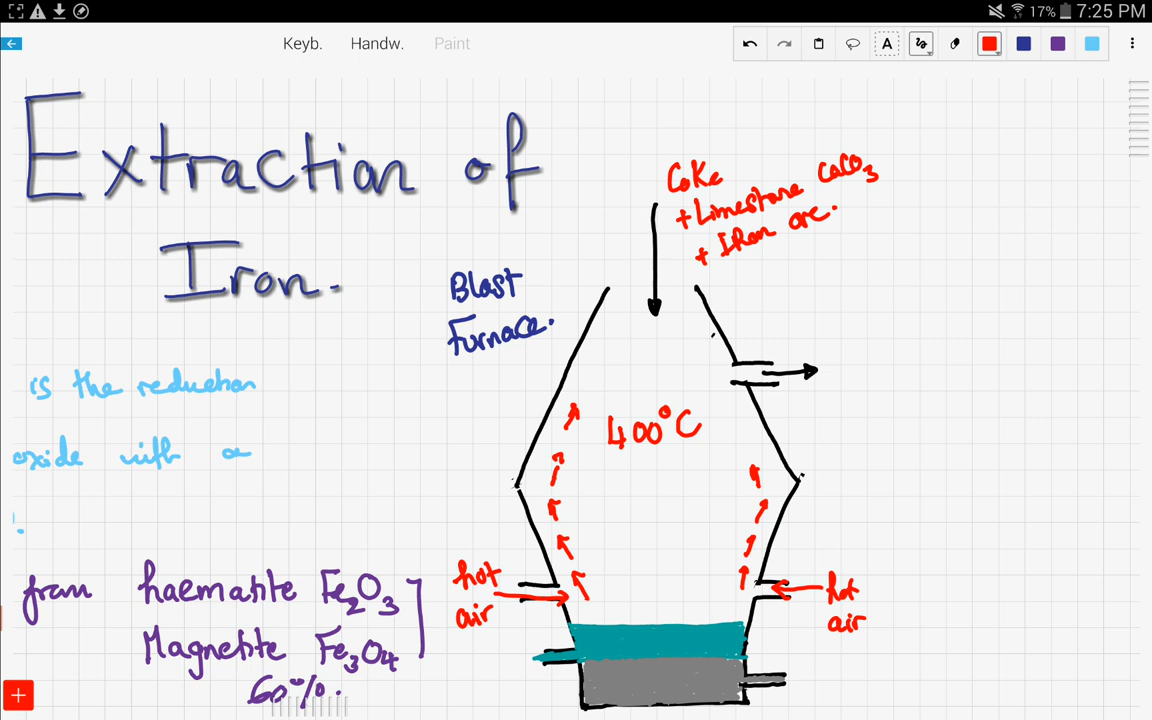 17% 7:25 PM
Keyb. Handw. Paint
A
Extraction of
Iron.
Coke
+ Limestone CaCO3
+ Iron ore.
Blast
Furnace.
is the reduction
oxide with a
.
400°C
from haematite Fe2O3
Magnetite Fe3O4
60%.
hot
air
hot
air